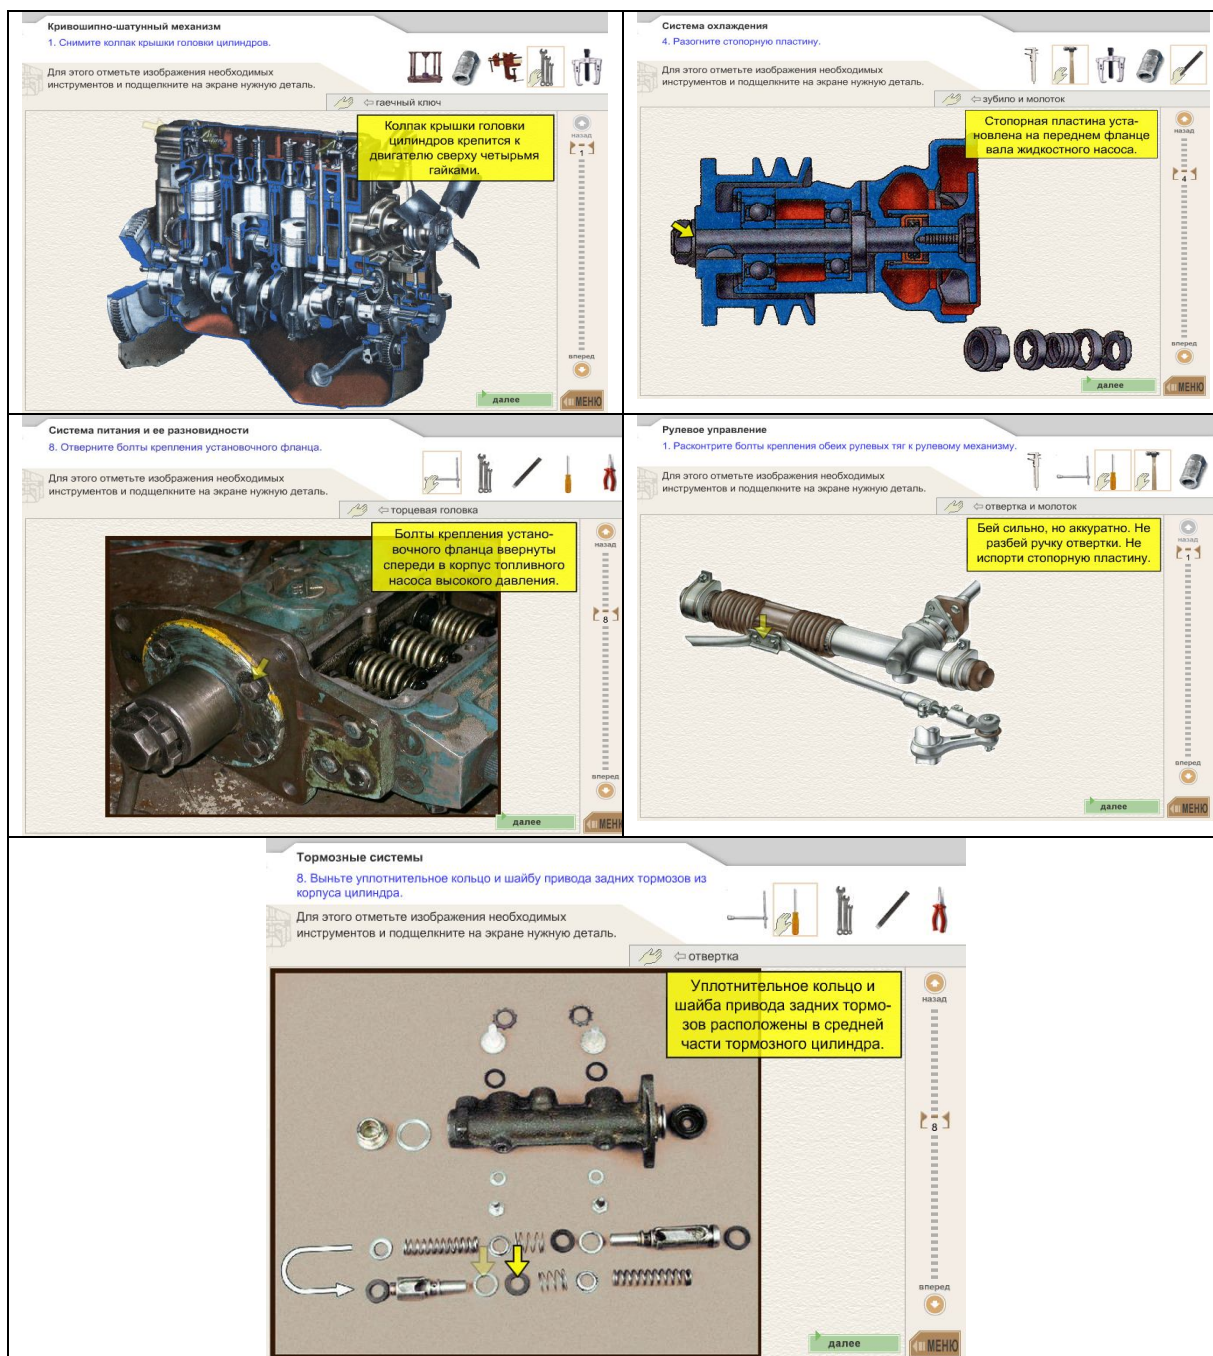 Кривошипно-шатунный механизм
1. Снимите колпак крышки головки цилиндров.
Для этого отметьте изображения необходимых
инструментов и подщелкните на экране нужную деталь.
⇦ гаечный ключ
Колпак крышки головки
цилиндров крепится к
двигателю сверху четырьмя
гайками.
назад
1
вперед
далее
МЕНЮ
Система охлаждения
4. Разогните стопорную пластину.
Для этого отметьте изображения необходимых
инструментов и подщелкните на экране нужную деталь.
⇦ зубило и молоток
Стопорная пластина уста-
новлена на переднем фланце
вала жидкостного насоса.
назад
4
вперед
далее
МЕНЮ
Система питания и ее разновидности
8. Отверните болты крепления установочного фланца.
Для этого отметьте изображения необходимых
инструментов и подщелкните на экране нужную деталь.
⇦ торцевая головка
Болты крепления устано-
вочного фланца ввернуты
спереди в корпус топливного
насоса высокого давления.
назад
8
вперед
далее
МЕНЮ
Рулевое управление
1. Расконтрите болты крепления обеих рулевых тяг к рулевому механизму.
Для этого отметьте изображения необходимых
инструментов и подщелкните на экране нужную деталь.
⇦ отвертка и молоток
Бей сильно, но аккуратно. Не
разбей ручку отвертки. Не
испорти стопорную пластину.
назад
1
вперед
далее
МЕНЮ
Тормозные системы
8. Выньте уплотнительное кольцо и шайбу привода задних тормозов из
корпуса цилиндра.
Для этого отметьте изображения необходимых
инструментов и подщелкните на экране нужную деталь.
⇦ отвертка
Уплотнительное кольцо и
шайба привода задних тормо-
зов расположены в средней
части тормозного цилиндра.
назад
8
вперед
далее
МЕНЮ